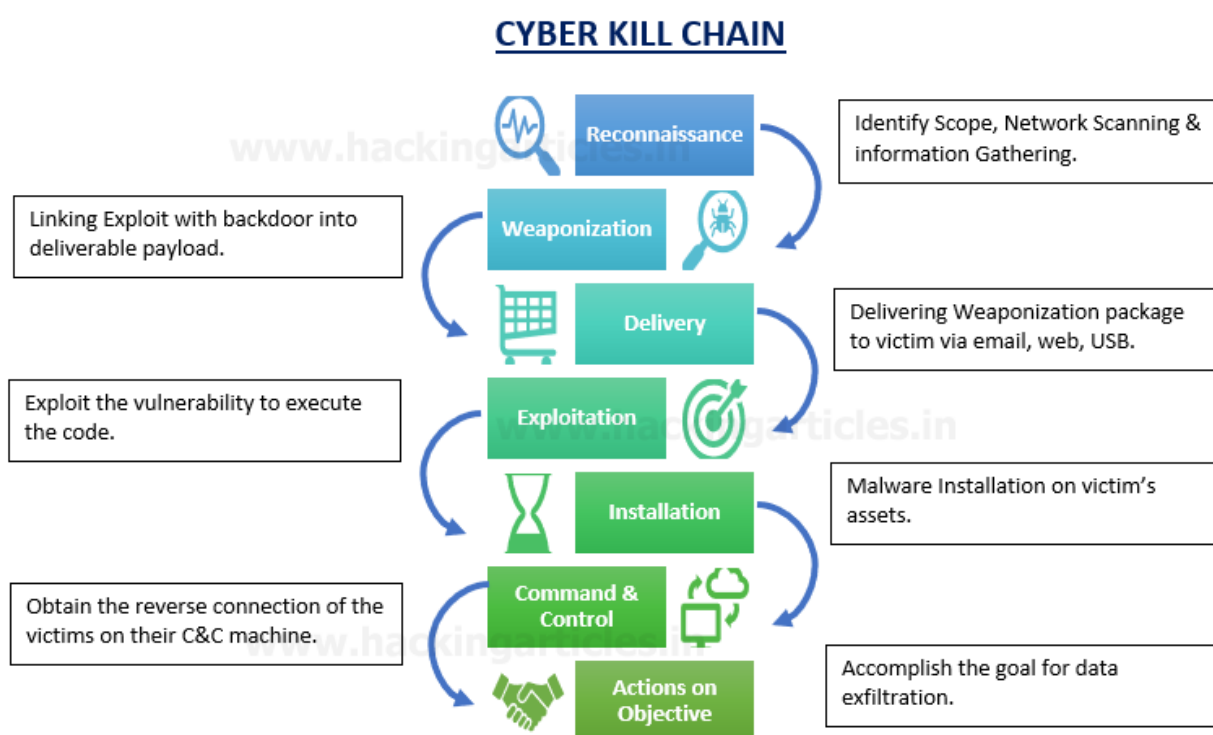 CYBER KILL CHAIN
Reconnaissance
Identify Scope, Network Scanning &
information Gathering.
www.hackingarticles.in
Weaponization
Linking Exploit with backdoor into
deliverable payload.
Delivery
Delivering Weaponization package
to victim via email, web, USB.
Exploitation
Exploit the vulnerability to execute
the code.
www.hackingarticles.in
Installation
Malware Installation on victim's
assets.
Command &
Control
Obtain the reverse connection of the
victims on their C&C machine.
www.hackingarticles.in
Actions on
Objective
Accomplish the goal for data
exfiltration.